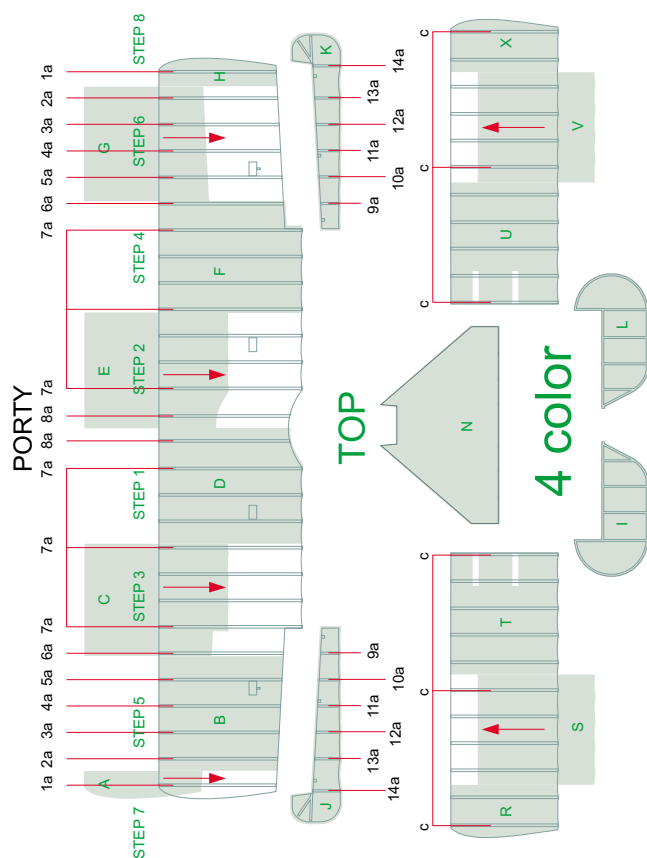 PORTY
STEP 7
STEP 5
STEP 3
STEP 1
STEP 2
STEP 4
STEP 6
STEP 8
1a
2a
3a
4a
5a
6a
7a
7a
7a
8a
8a
7a
7a
6a
5a
4a
3a
2a
1a
A
B
C
D
E
F
G
H
J
K
14a
13a
12a
11a
10a
9a
9a
10a
11a
12a
13a
14a
TOP
N
4 color
c
c
c
c
c
c
R
S
T
U
V
X
I
L